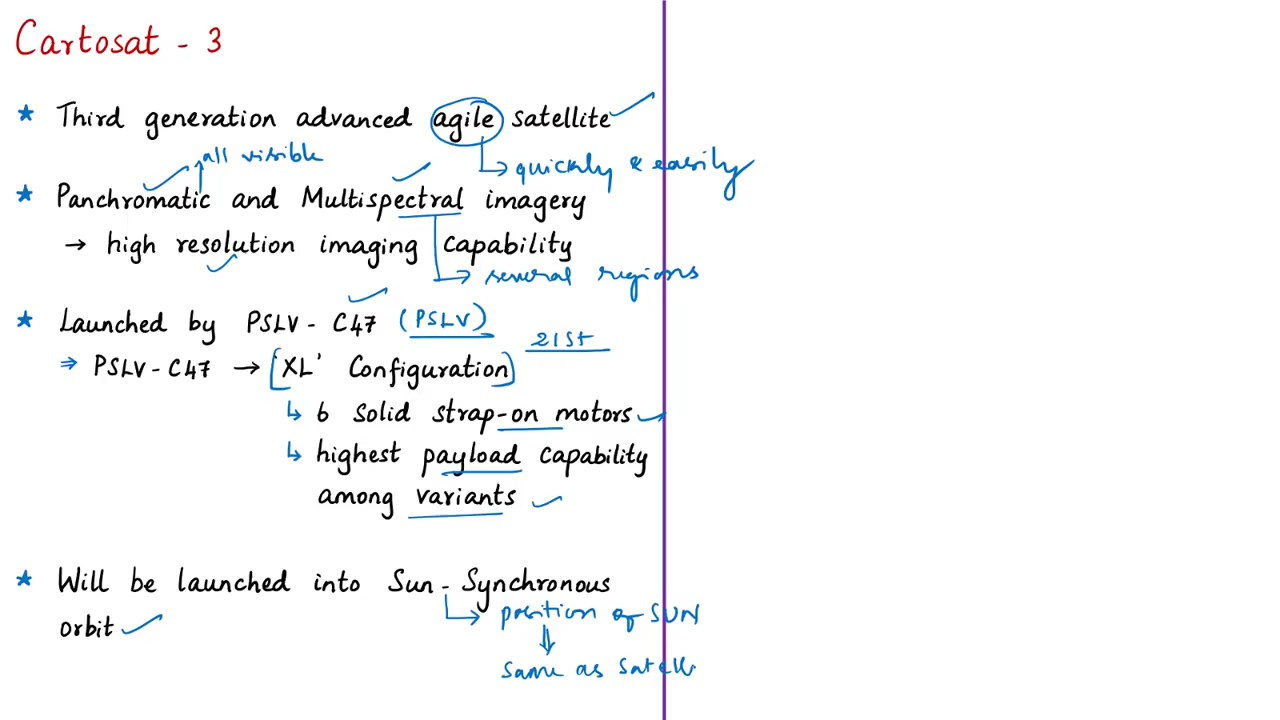 Cartosat - 3
★ Third generation advanced agile satellite
all visible
→ quickly & easily
★ Panchromatic and Multispectral imagery
→ high resolution imaging capability
→ several regions
★ Launched by PSLV - C47 (PSLV)
21st
⇒ PSLV - C47 → ['XL' Configuration]
↳ 6 solid strap-on motors
↳ highest payload capability
among variants
★ Will be launched into Sun - Synchronous
→ position of SUN
orbit
same as Satelli